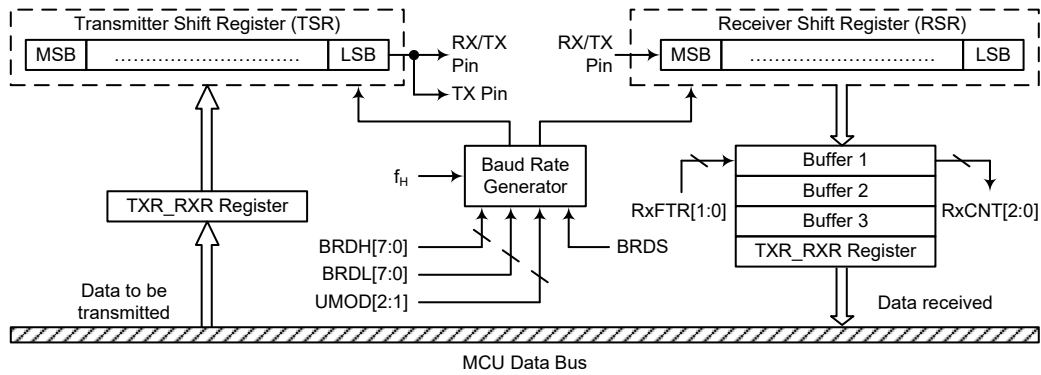 Transmitter Shift Register (TSR)
MSB
..............................
LSB
RX/TX
Pin
TX Pin
Receiver Shift Register (RSR)
RX/TX
Pin
MSB
..............................
LSB
Baud Rate
Generator
fH
BRDH[7:0]
BRDL[7:0]
UMOD[2:1]
BRDS
TXR_RXR Register
Data to be
transmitted
Buffer 1
Buffer 2
Buffer 3
TXR_RXR Register
RxFTR[1:0]
RxCNT[2:0]
Data received
MCU Data Bus